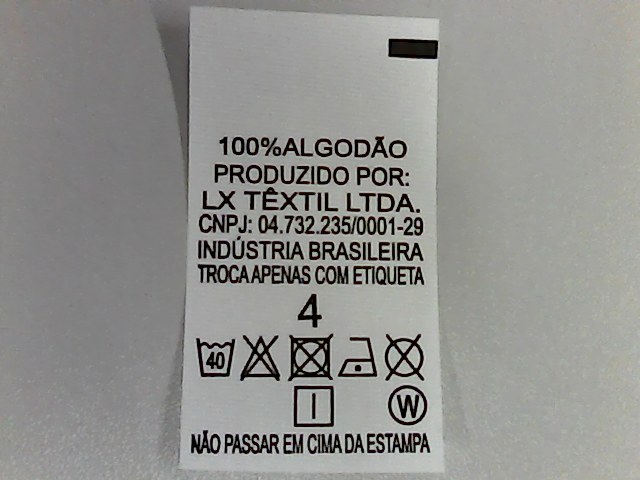 100%ALGODÃO
PRODUZIDO POR:
LX TÊXTIL LTDA.
CNPJ: 04.732.235/0001-29
INDÚSTRIA BRASILEIRA
TROCA APENAS COM ETIQUETA
4
40
W
NÃO PASSAR EM CIMA DA ESTAMPA